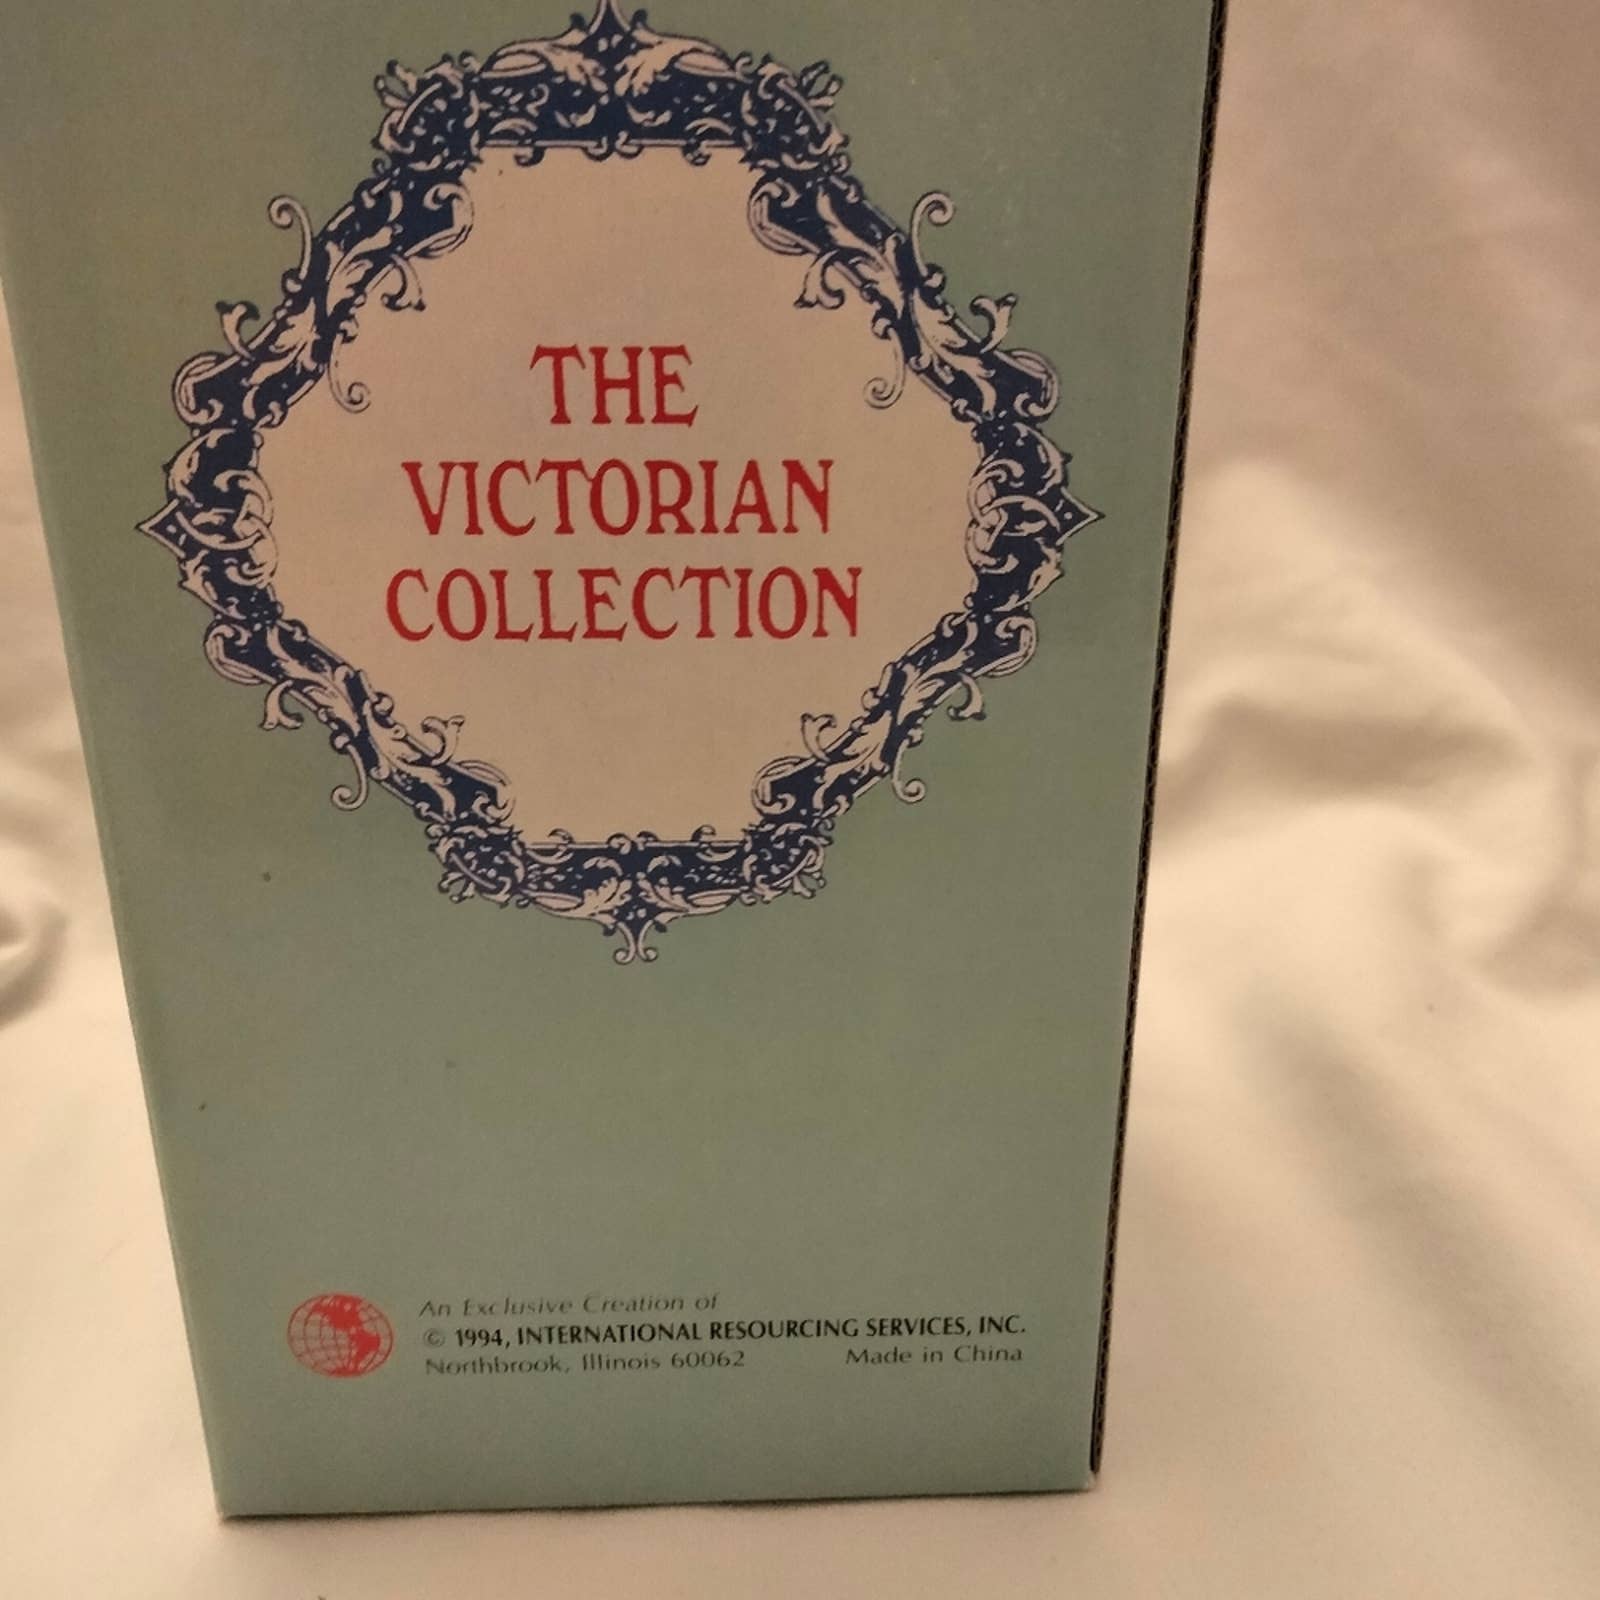 THE
VICTORIAN
COLLECTION
An Exclusive Creation of
© 1994, INTERNATIONAL RESOURCING SERVICES, INC.
Northbrook, Illinois 60062 Made in China